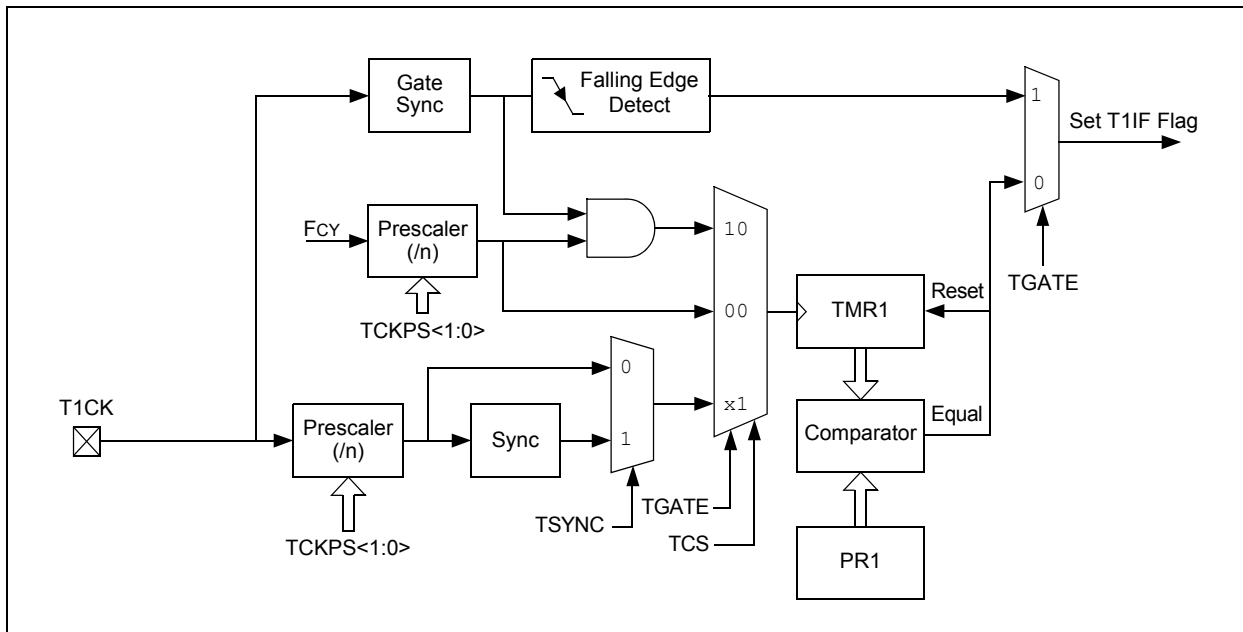 Gate
Sync
Falling Edge
Detect
1
Set T1IF Flag
0
FCY
Prescaler
(/n)
10
TGATE
TCKPS<1:0>
00
TMR1
Reset
T1CK
0
Prescaler
(/n)
Sync
1
x1
Comparator
Equal
TSYNC
TGATE
TCS
TCKPS<1:0>
PR1